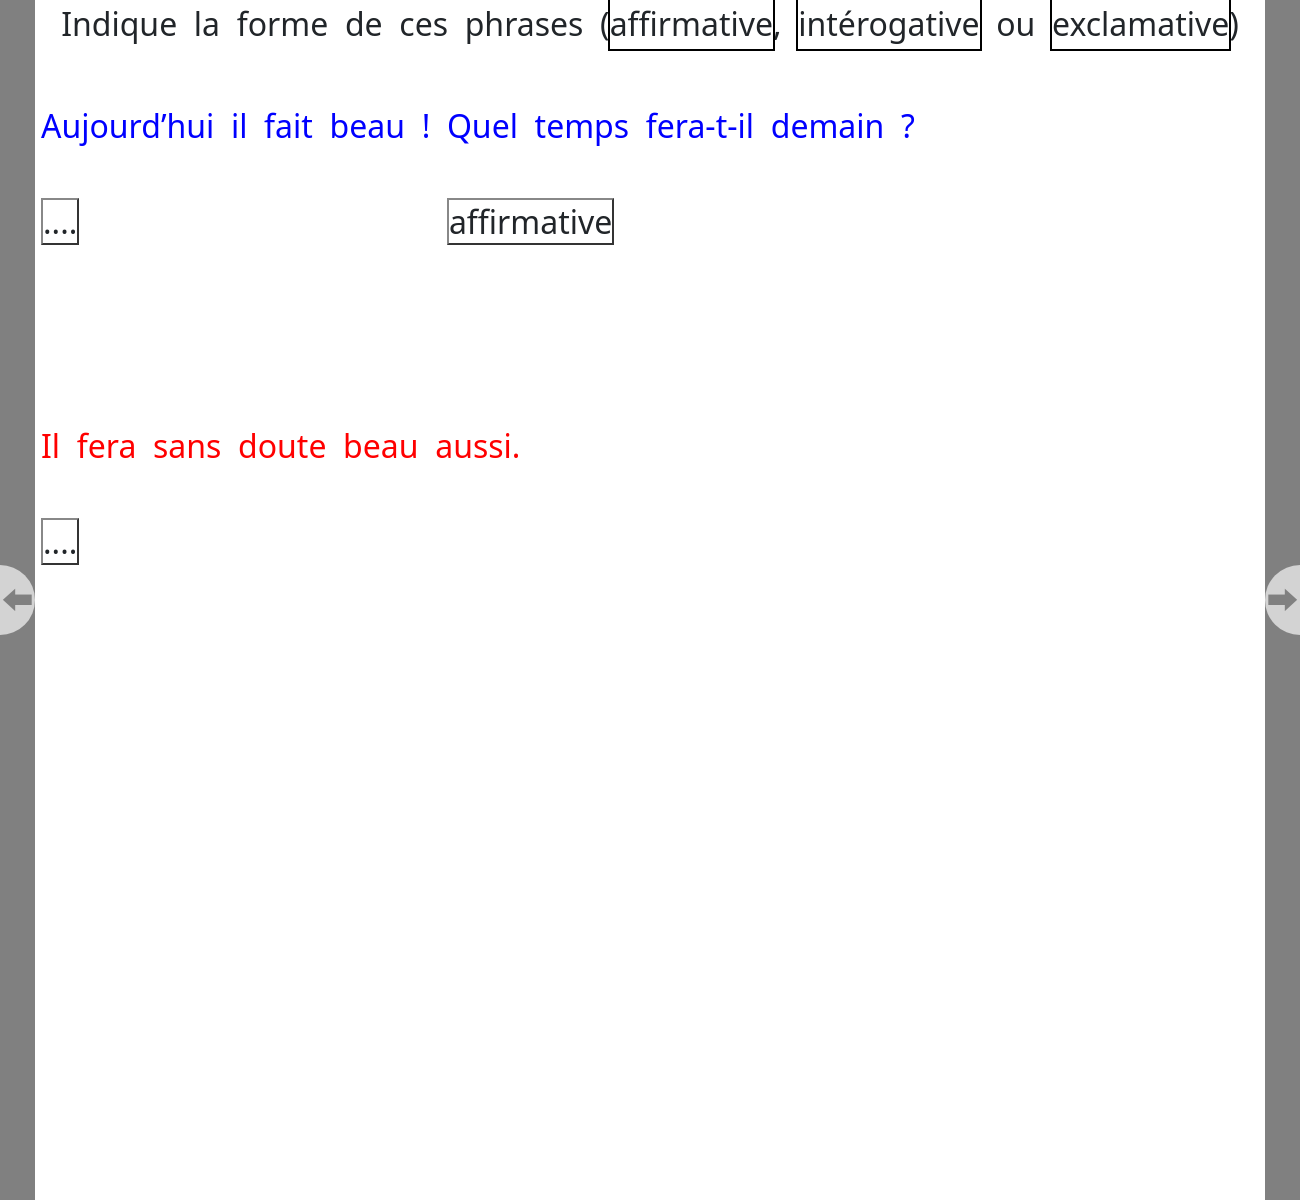 Indique la forme de ces phrases (affirmative, intérogative ou exclamative)
Aujourd’hui il fait beau ! Quel temps fera-t-il demain ?
.... affirmative
Il fera sans doute beau aussi.
....